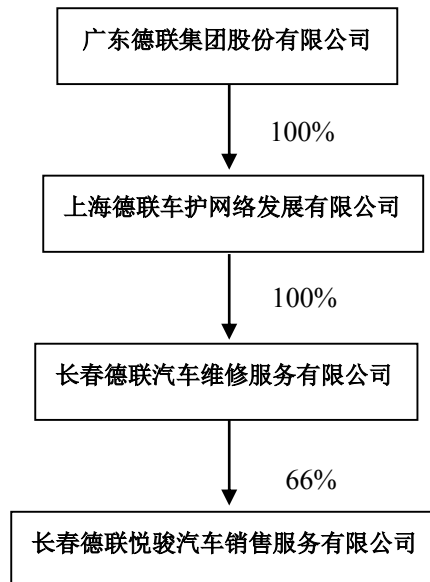 广东德联集团股份有限公司
100%
上海德联车护网络发展有限公司
100%
长春德联汽车维修服务有限公司
66%
长春德联悦骏汽车销售服务有限公司